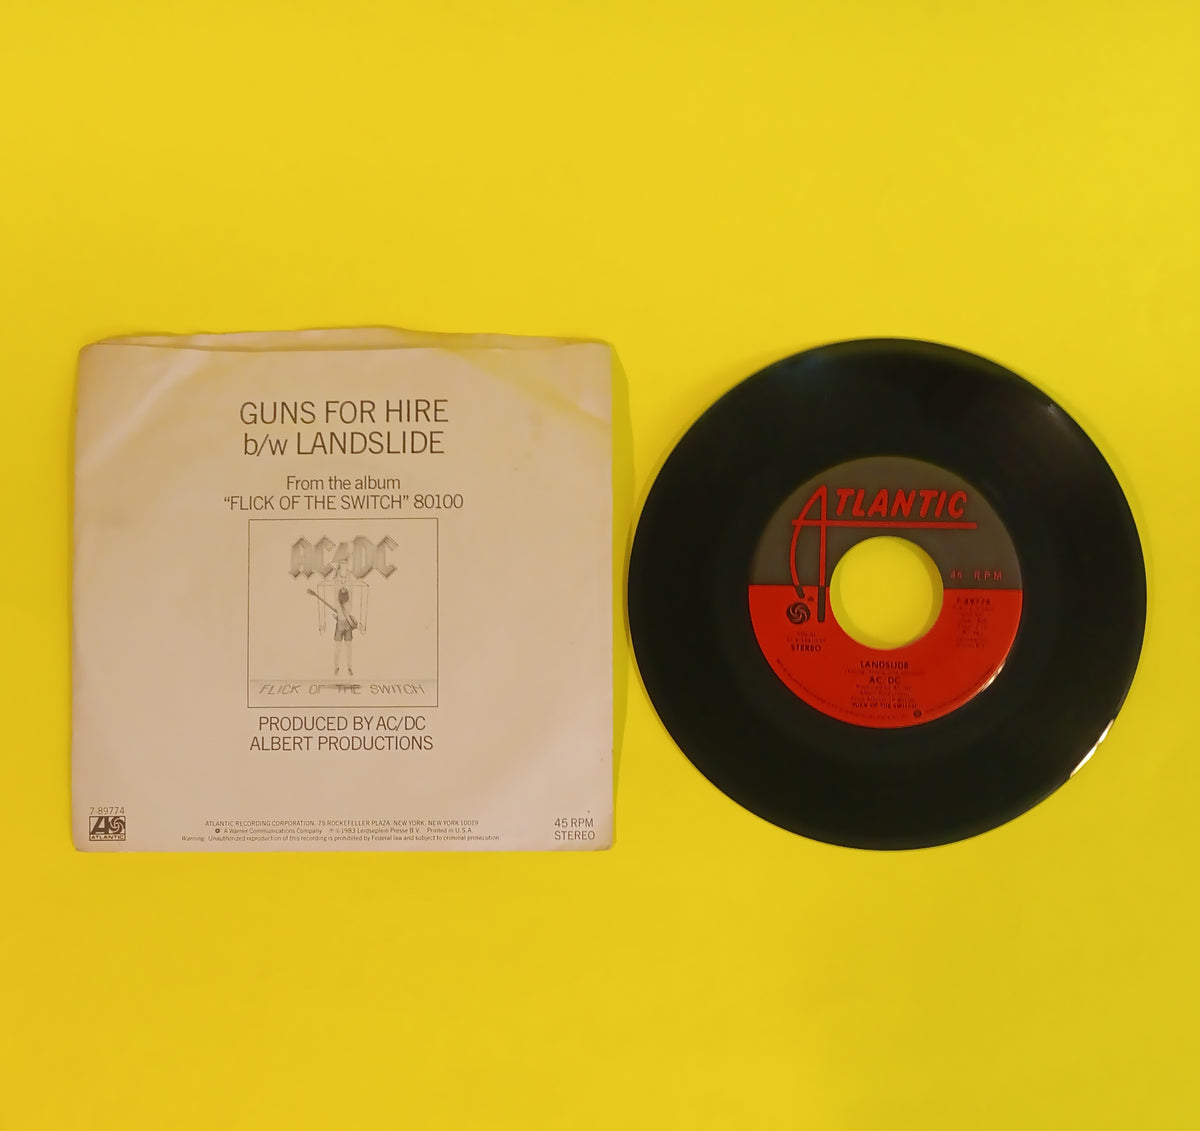 GUNS FOR HIRE
b/w LANDSLIDE
From the album
“FLICK OF THE SWITCH” 80100
AC/DC
FLICK OF THE SWITCH
PRODUCED BY AC/DC
ALBERT PRODUCTIONS
7-89774
ATLANTIC
ATLANTIC RECORDING CORPORATION, 75 ROCKEFELLER PLAZA, NEW YORK, NEW YORK 10019
A Warner Communications Company ℗ © 1983 Leidseplein Presse B.V. Printed in U.S.A.
Warning: Unauthorized reproduction of this recording is prohibited by Federal law and subject to criminal prosecution.
45 RPM
STEREO
ATLANTIC
45 RPM
7-89774
STEREO
LANDSLIDE
AC/DC
Produced by AC/DC
FLICK OF THE SWITCH